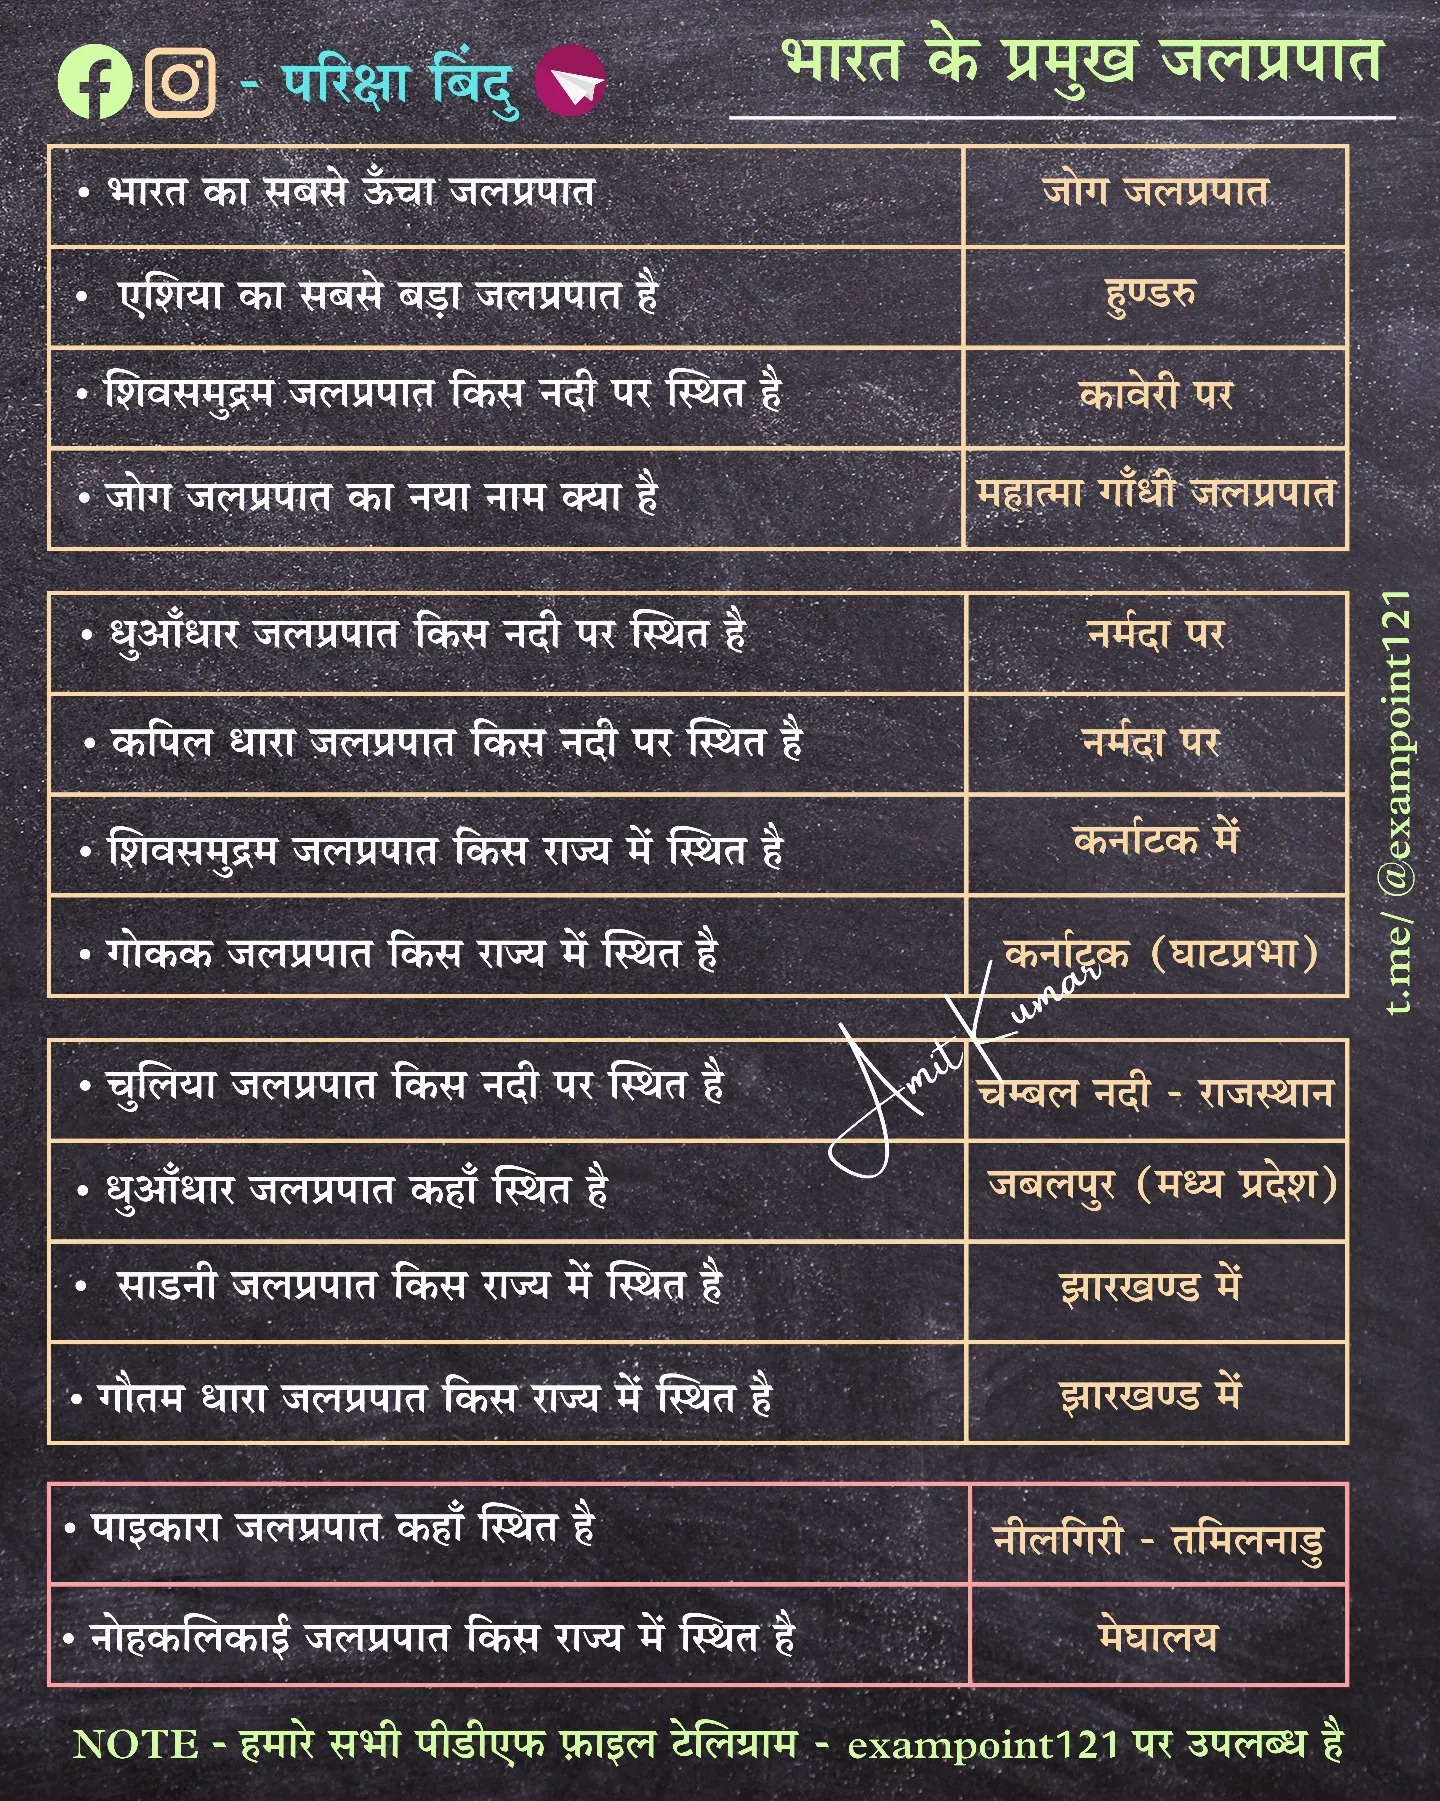 - परिक्षा बिंदु
भारत के प्रमुख जलप्रपात
• भारत का सबसे ऊँचा जलप्रपात
जोग जलप्रपात
• एशिया का सबसे बड़ा जलप्रपात है
हुण्डरु
• शिवसमुद्रम जलप्रपात किस नदी पर स्थित है
कावेरी पर
• जोग जलप्रपात का नया नाम क्या है
महात्मा गाँधी जलप्रपात
• धुआँधार जलप्रपात किस नदी पर स्थित है
नर्मदा पर
• कपिल धारा जलप्रपात किस नदी पर स्थित है
नर्मदा पर
• शिवसमुद्रम जलप्रपात किस राज्य में स्थित है
कर्नाटक में
• गोकक जलप्रपात किस राज्य में स्थित है
कर्नाटक (घाटप्रभा)
Amit Kumar
• चुलिया जलप्रपात किस नदी पर स्थित है
चम्बल नदी - राजस्थान
• धुआँधार जलप्रपात कहाँ स्थित है
जबलपुर (मध्य प्रदेश)
• साडनी जलप्रपात किस राज्य में स्थित है
झारखण्ड में
• गौतम धारा जलप्रपात किस राज्य में स्थित है
झारखण्ड में
• पाइकारा जलप्रपात कहाँ स्थित है
नीलगिरी - तमिलनाडु
• नोहकलिकाई जलप्रपात किस राज्य में स्थित है
मेघालय
t.me/ @exampoint121
NOTE - हमारे सभी पीडीएफ फ़ाइल टेलिग्राम - exampoint121 पर उपलब्ध है